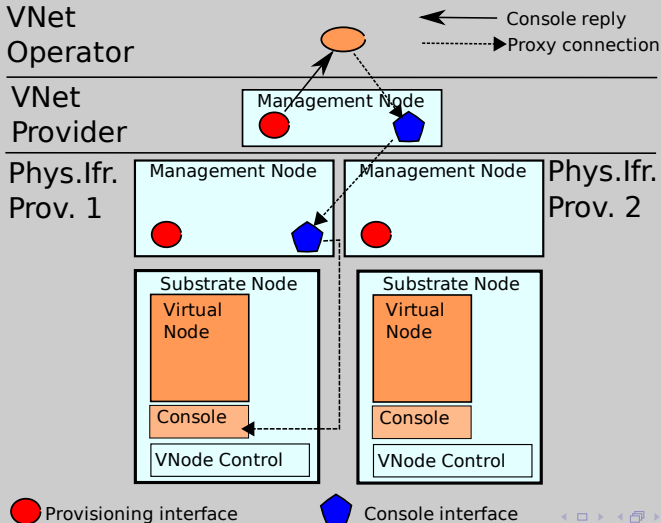 VNet
Operator
Console reply
Proxy connection
VNet
Provider
Management Node
Phys.Ifr.
Prov. 1
Management Node
Management Node
Phys.Ifr.
Prov. 2
Substrate Node
Virtual
Node
Console
VNode Control
Substrate Node
Virtual
Node
Console
VNode Control
Provisioning interface
Console interface